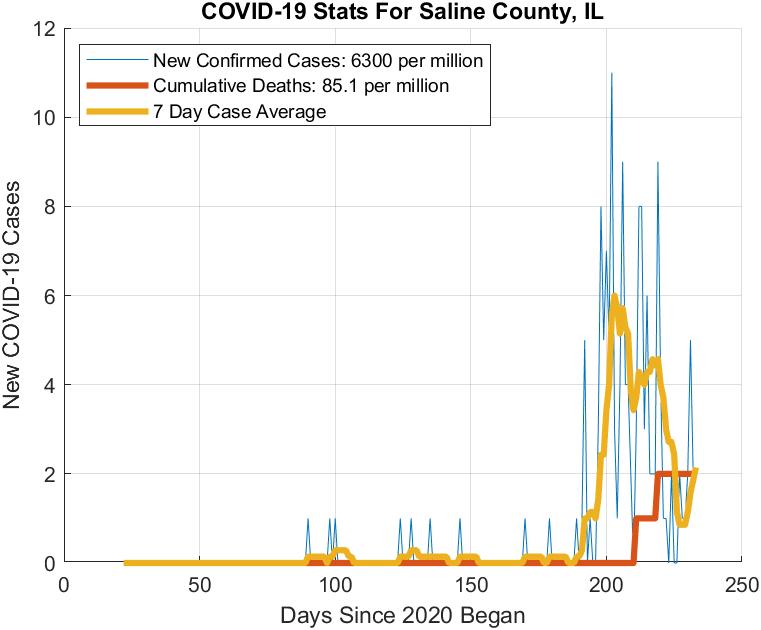 COVID-19 Stats For Saline County, IL
New Confirmed Cases: 6300 per million
Cumulative Deaths: 85.1 per million
7 Day Case Average
New COVID-19 Cases
12
10
8
6
4
2
0
0 50 100 150 200 250
Days Since 2020 Began